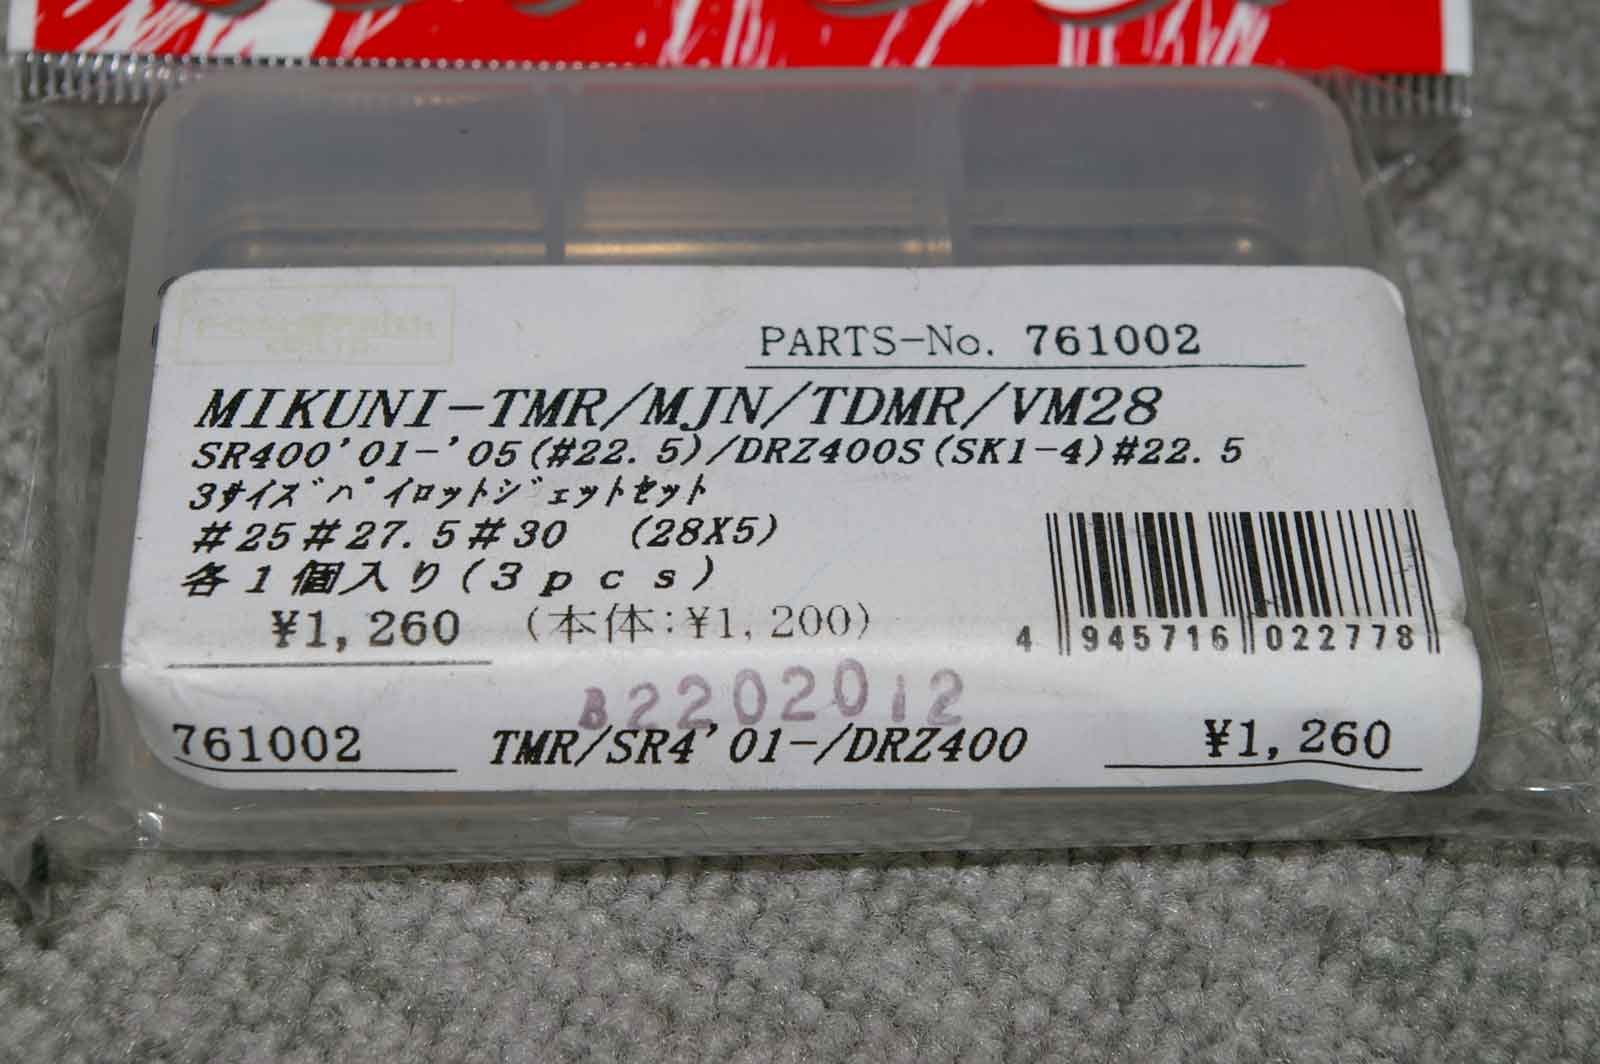 PARTS-No. 761002
MIKUNI-TMR/MJN/TDMR/VM28
SR400'01-'05(#22.5)/DRZ400S(SK1-4)#22.5
3ｻｲｽﾞﾊﾟｲﾛｯﾄｼﾞｪｯﾄｾｯﾄ
#25#27.5#30 (28X5)
各1個入り(3pcs)
¥1,260 (本体:¥1,200)
4 945716 022778
B2202012
761002 TMR/SR4'01-/DRZ400 ¥1,260